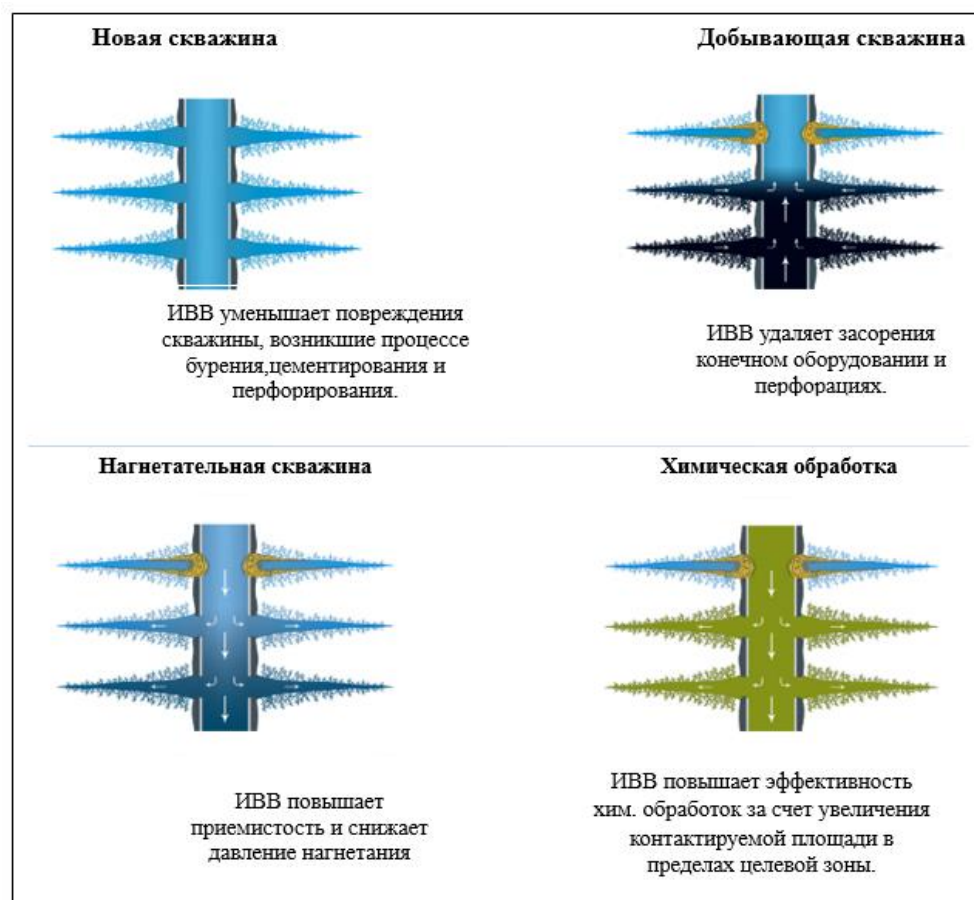 Новая скважина
Добывающая скважина
ИВВ уменьшает повреждения
скважины, возникшие процессе
бурения,цементирования и
перфорирования.
ИВВ удаляет засорения
конечном оборудовании и
перфорациях.
Нагнетательная скважина
Химическая обработка
ИВВ повышает
приемистость и снижает
давление нагнетания
ИВВ повышает эффективность
хим. обработок за счет увеличения
контактируемой площади в
пределах целевой зоны.